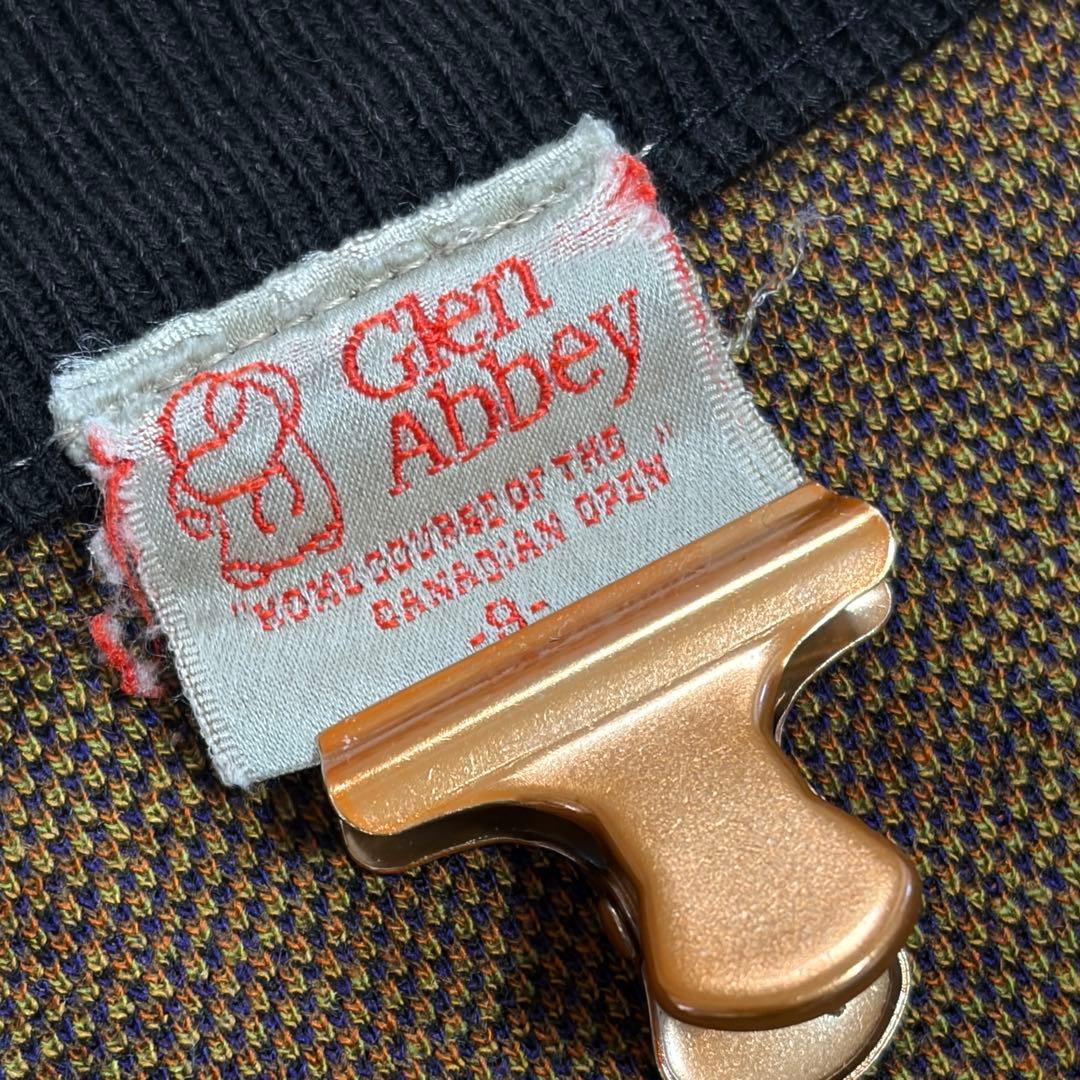 Glen
Abbey
"HOME COURSE OF THE
CANADIAN OPEN"